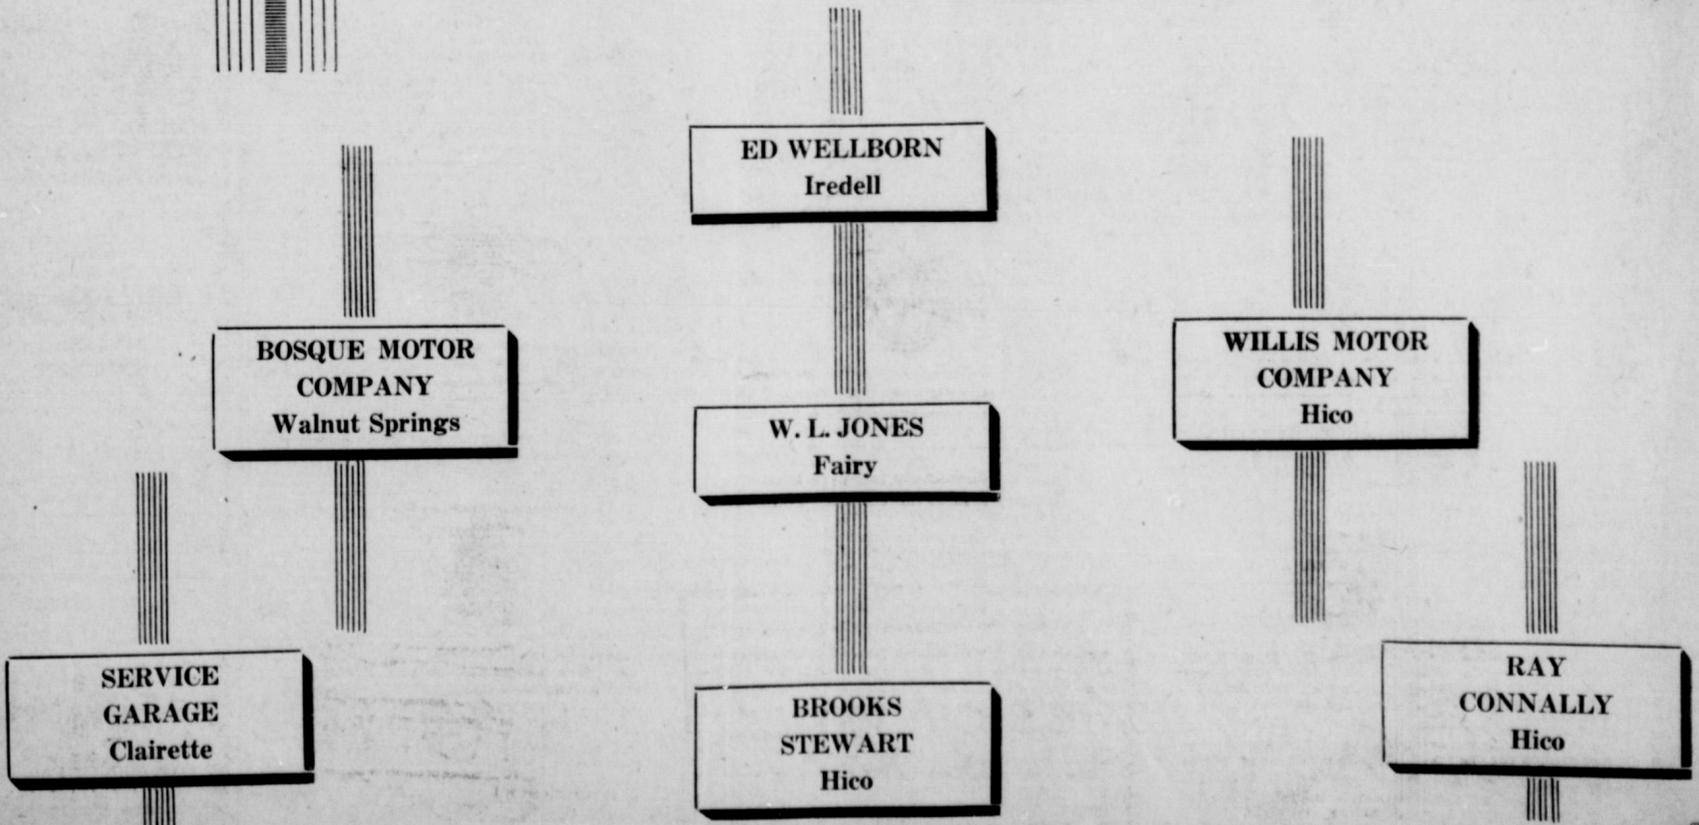 ED WELLBORN
Iredell
BOSQUE MOTOR
COMPANY
Walnut Springs
W. L. JONES
Fairy
WILLIS MOTOR
COMPANY
Hico
SERVICE
GARAGE
Clairette
BROOKS
STEWART
Hico
RAY
CONNALLY
Hico